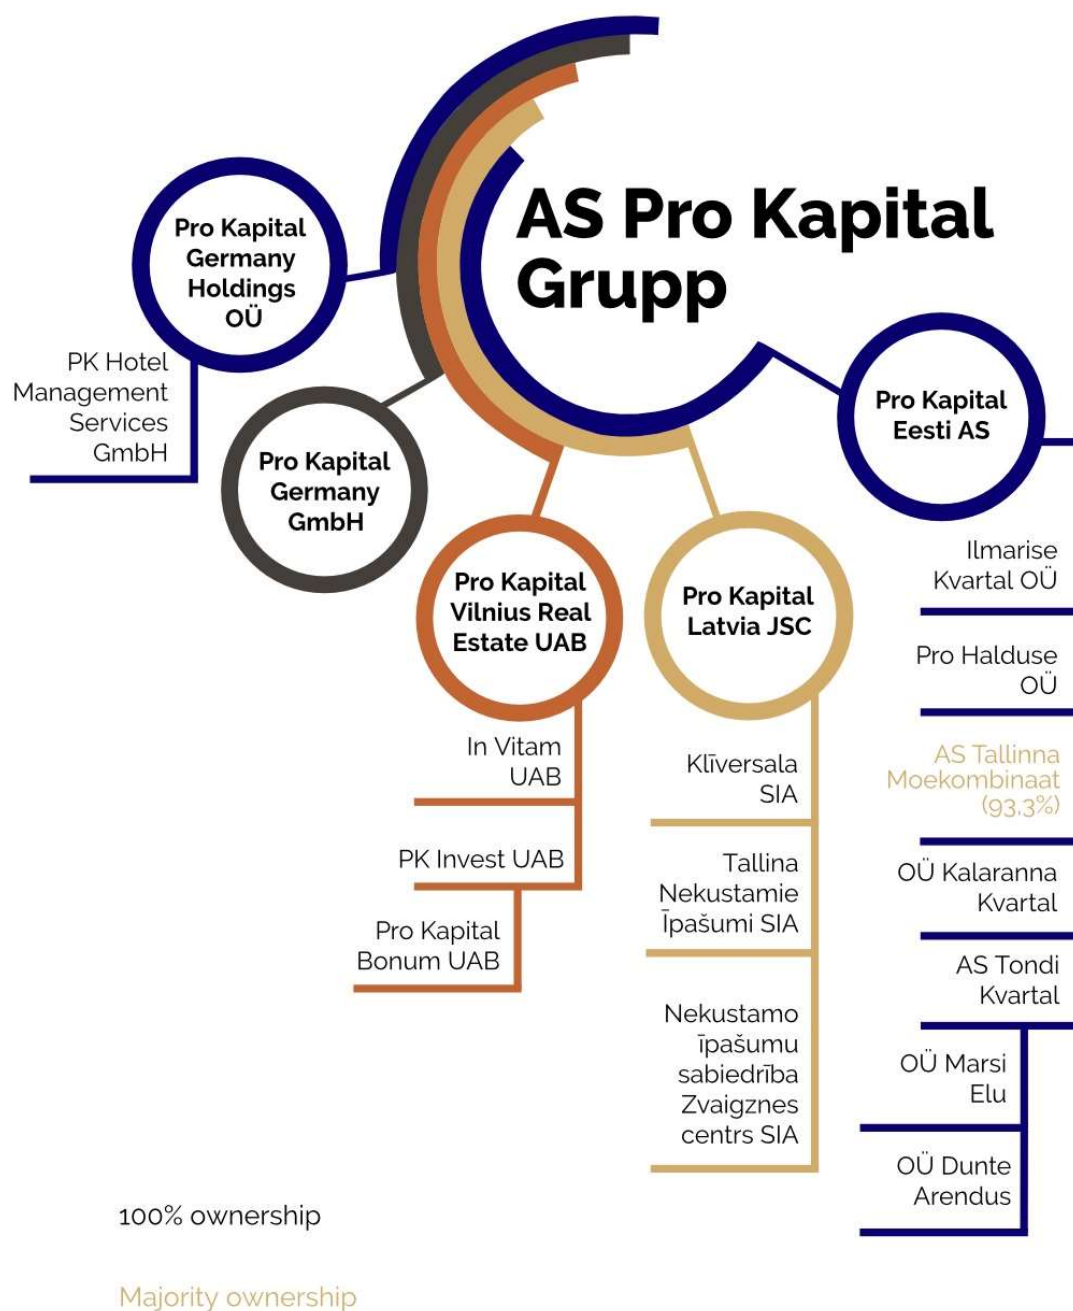 AS Pro Kapital
Grupp
Pro Kapital
Germany
Holdings
OÜ
PK Hotel
Management
Services
GmbH
Pro Kapital
Germany
GmbH
Pro Kapital
Vilnius Real
Estate UAB
In Vitam
UAB
PK Invest UAB
Pro Kapital
Bonum UAB
Pro Kapital
Latvia JSC
Klīversala
SIA
Tallina
Nekustamie
Īpašumi SIA
Nekustamo
īpašumu
sabiedrība
Zvaigznes
centrs SIA
Pro Kapital
Eesti AS
Ilmarise
Kvartal OÜ
Pro Halduse
OÜ
AS Tallinna
Moekombinaat
(93,3%)
OÜ Kalaranna
Kvartal
AS Tondi
Kvartal
OÜ Marsi
Elu
OÜ Dunte
Arendus
100% ownership
Majority ownership